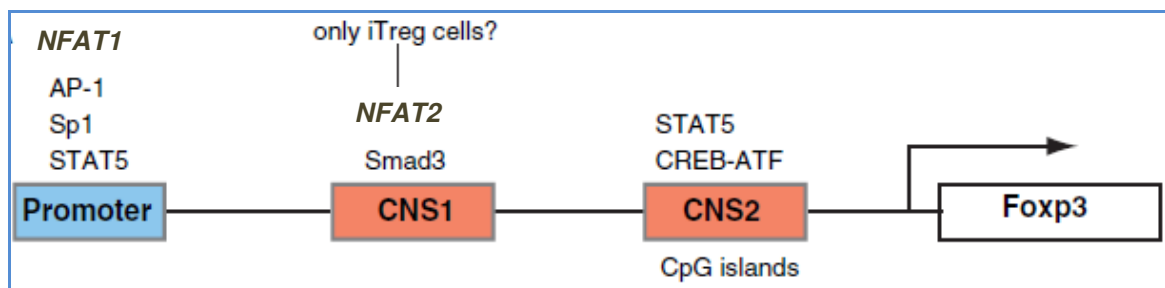 NFAT1
AP-1
Sp1
STAT5
Promoter
only iTreg cells?
NFAT2
Smad3
CNS1
STAT5
CREB-ATF
CNS2
CpG islands
Foxp3